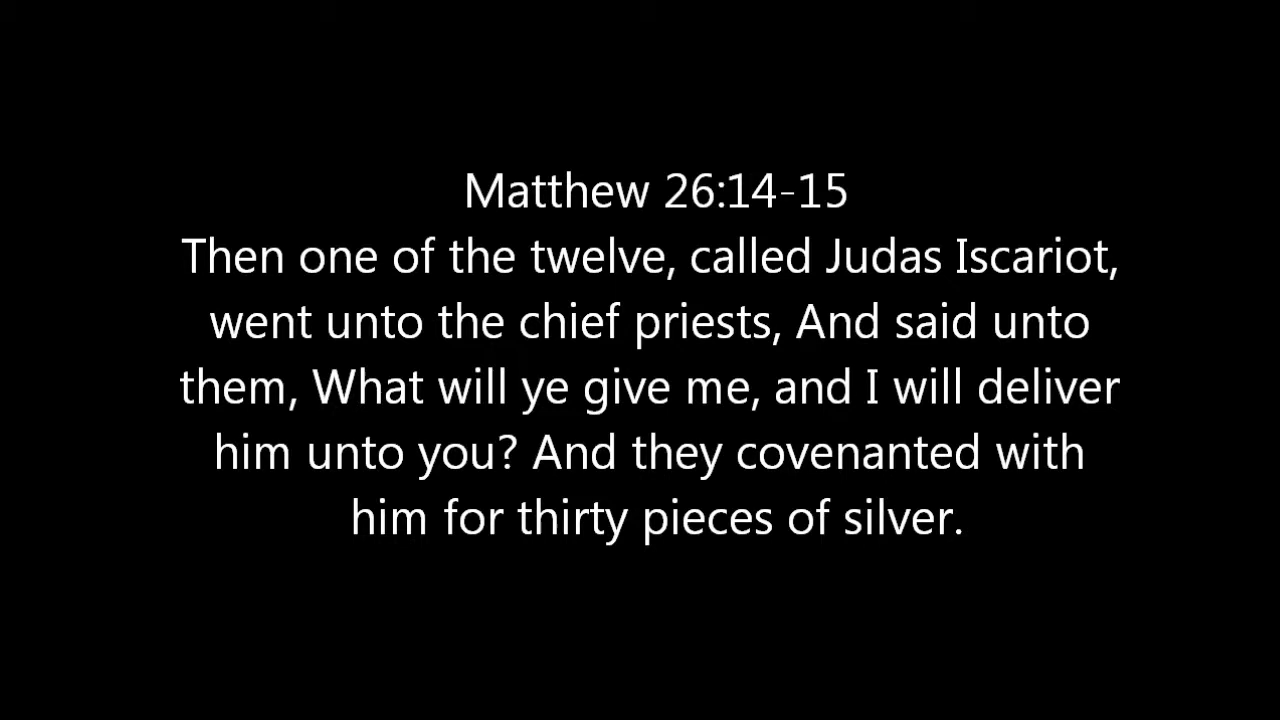 Matthew 26:14-15
Then one of the twelve, called Judas Iscariot,
went unto the chief priests, And said unto
them, What will ye give me, and I will deliver
him unto you? And they covenanted with
him for thirty pieces of silver.